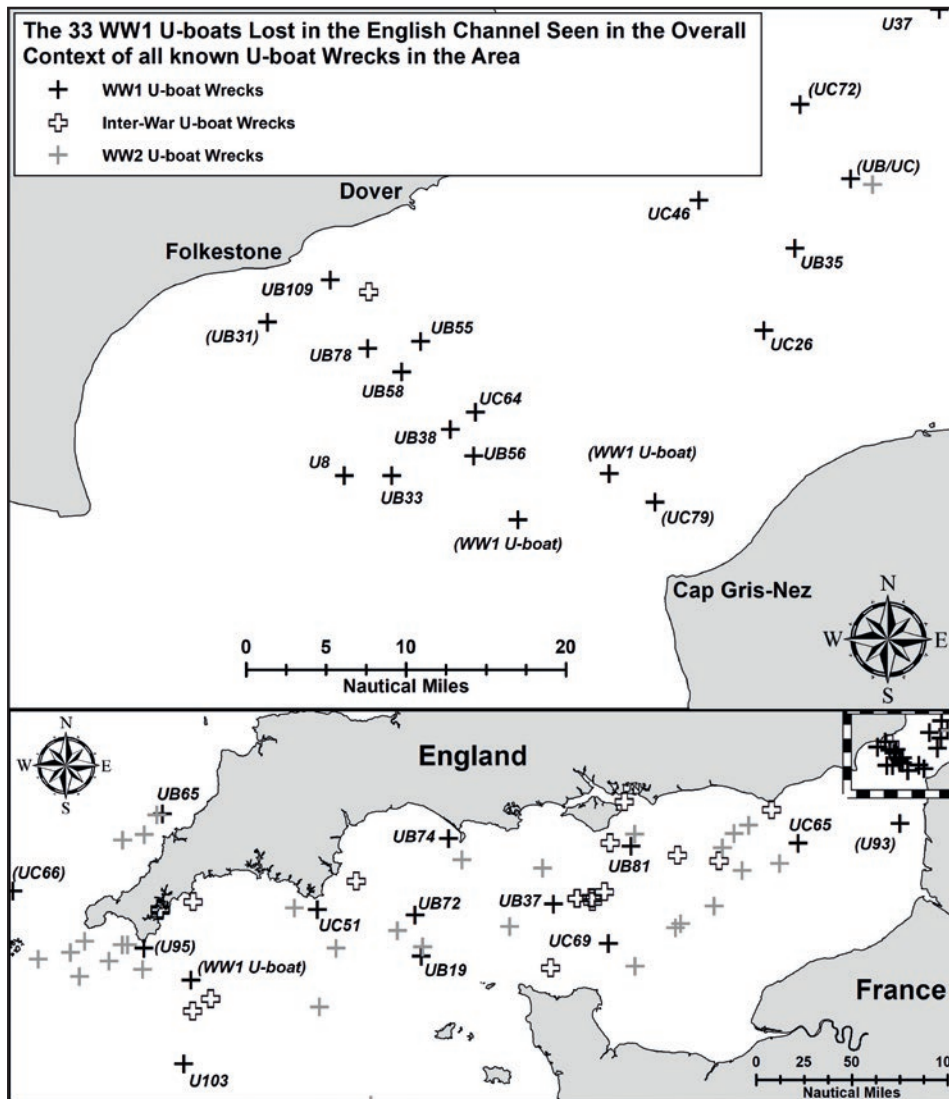 The 33 WW1 U-boats Lost in the English Channel Seen in the Overall
Context of all known U-boat Wrecks in the Area
WW1 U-boat Wrecks
Inter-War U-boat Wrecks
WW2 U-boat Wrecks
U37
(UC72)
(UB/UC)
Dover
UC46
Folkestone
UB35
UB109
(UB31)
UB55
UC26
UB78
UB58
UC64
UB38
UB56
(WW1 U-boat)
U8
UB33
(UC79)
(WW1 U-boat)
Cap Gris-Nez
N
W E
S
0 5 10 20
Nautical Miles
N
W E
S
England
UB65
UB74
UC65
(U93)
UB81
(UC66)
UB37
UB72
UC51
UC69
(U95)
UB19
(WW1 U-boat)
France
U103
0 25 50 10
Nautical Miles